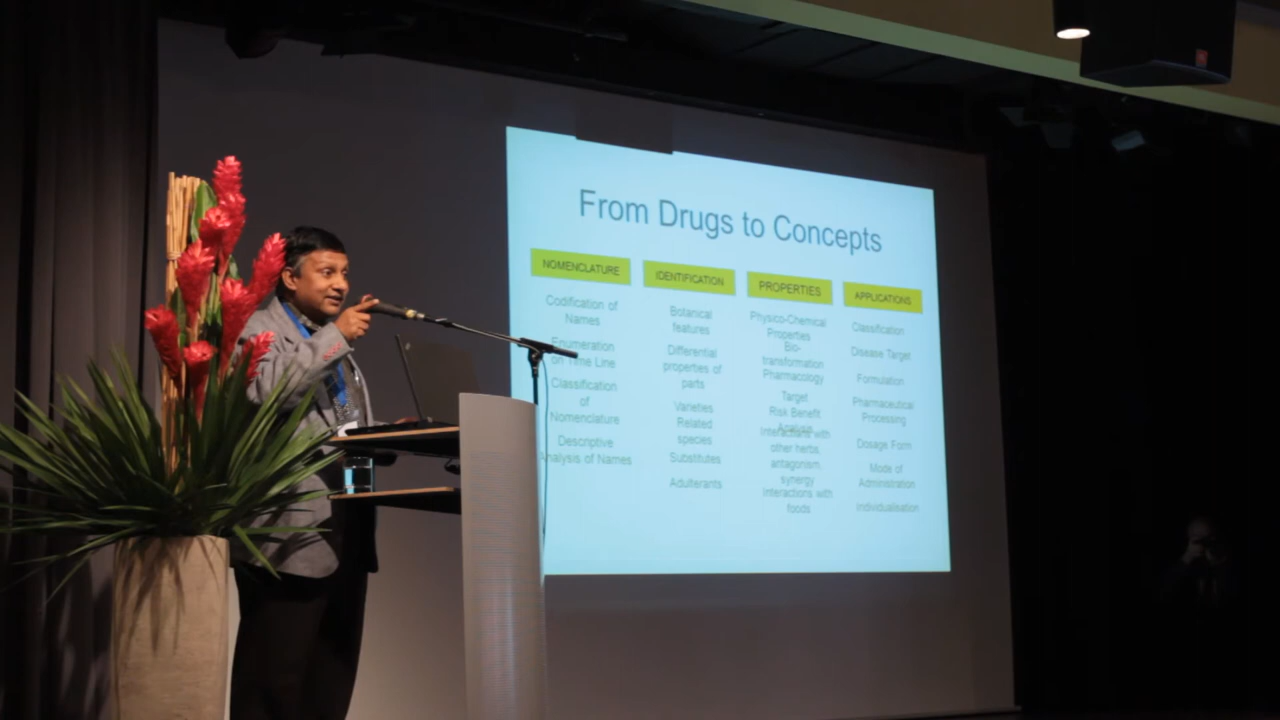 From Drugs to Concepts
NOMENCLATURE
Codification of
Names
Enumeration
on Time Line
Classification
of
Nomenclature
Descriptive
Analysis of Names
IDENTIFICATION
Botanical
features
Differential
properties of
parts
Varieties
Related
species
Substitutes
Adulterants
PROPERTIES
Physico-Chemical
Properties
Bio-
transformation
Pharmacology
Target
Risk Benefit
Analysis
Interactions with
other herbs,
antagonism,
synergy
Interactions with
foods
APPLICATIONS
Classification
Disease Target
Formulation
Pharmaceutical
Processing
Dosage Form
Mode of
Administration
Individualisation